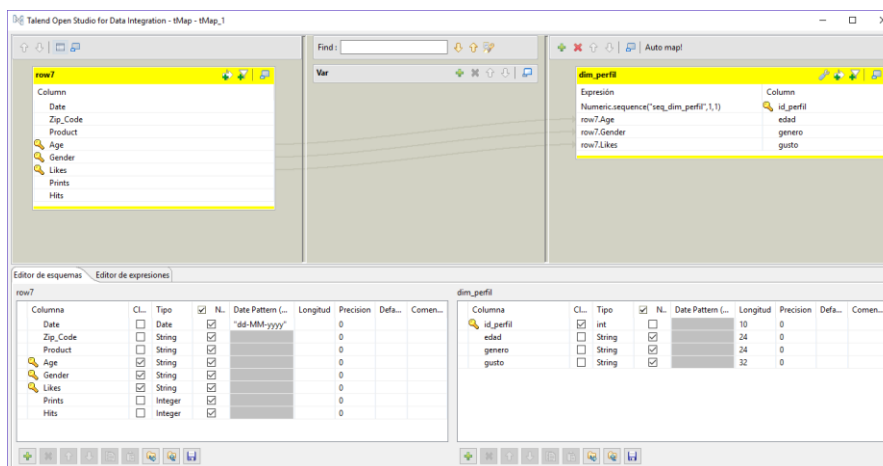 Talend Open Studio for Data Integration - tMap - tMap_1
Find :
Auto map!
row7
Column
Date
Zip_Code
Product
Age
Gender
Likes
Prints
Hits
Var
dim_perfil
Expresión Column
Numeric.sequence("seq_dim_perfil",1,1) id_perfil
row7.Age edad
row7.Gender genero
row7.Likes gusto
Editor de esquemas Editor de expresiones
row7
Columna Cl... Tipo N.. Date Pattern (... Longitud Precision Defa... Comen...
Date Date "dd-MM-yyyy" 0
Zip_Code String 0
Product String 0
Age String 0
Gender String 0
Likes String 0
Prints Integer 0
Hits Integer 0
dim_perfil
Columna Cl... Tipo N.. Date Pattern (... Longitud Precision Defa... Comen...
id_perfil int 10 0
edad String 24 0
genero String 24 0
gusto String 32 0